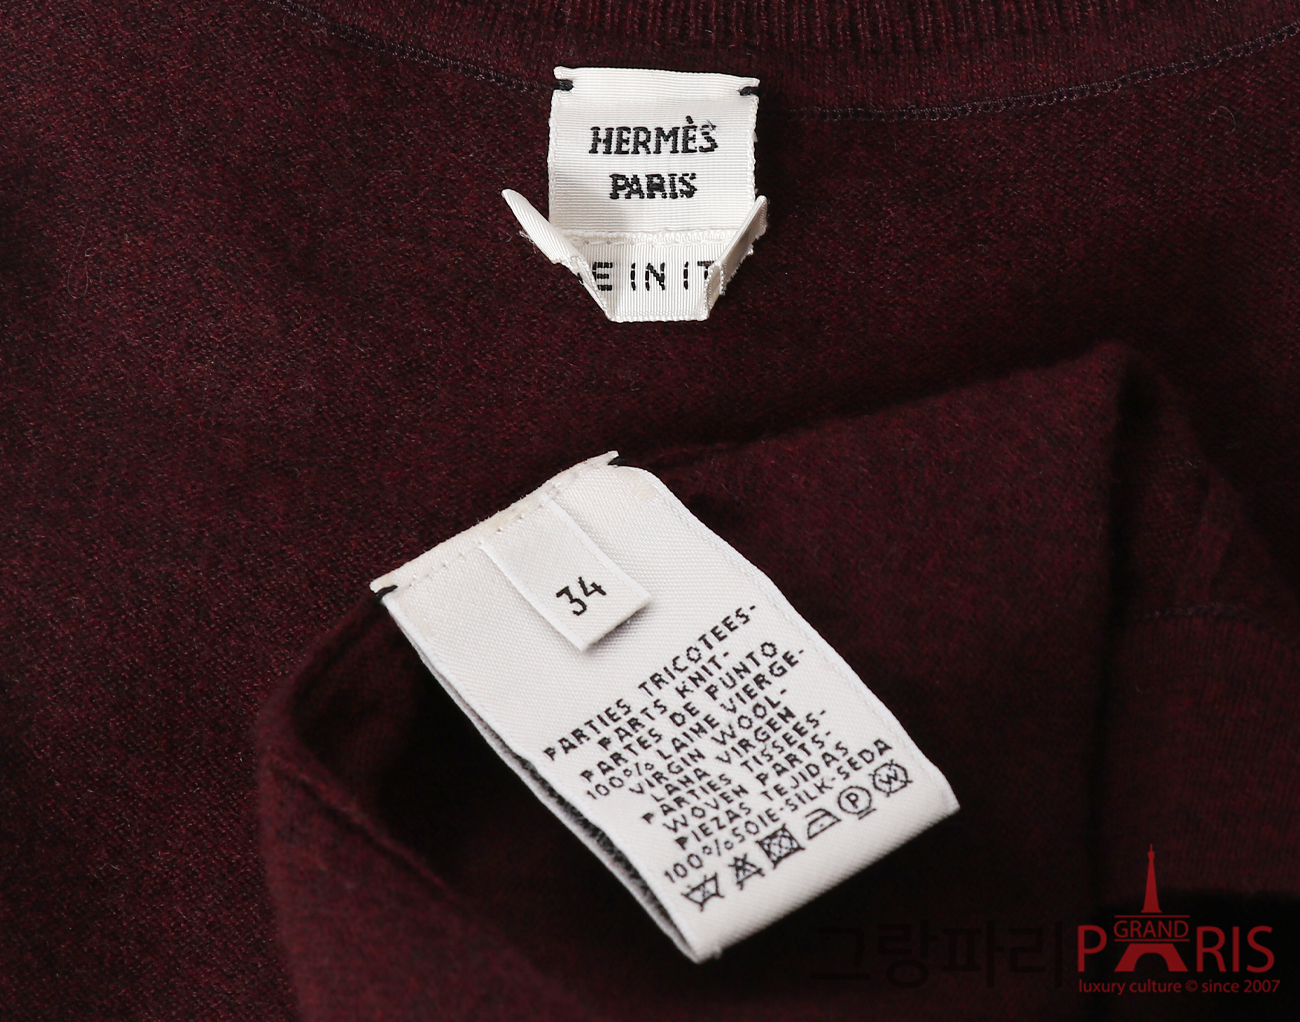 HERMÈS
PARIS
E IN IT
34
PARTIES TRICOTEES-
PARTS KNIT-
PARTES DE PUNTO
100% LAINE VIERGE-
VIRGIN WOOL-
LANA VIRGEN
PARTIES TISSEES-
WOVEN PARTS-
PIEZAS TEJIDAS
100%SOIE-SILK-SEDA
P W
그랑파리
GRAND
PARIS
luxury culture © since 2007